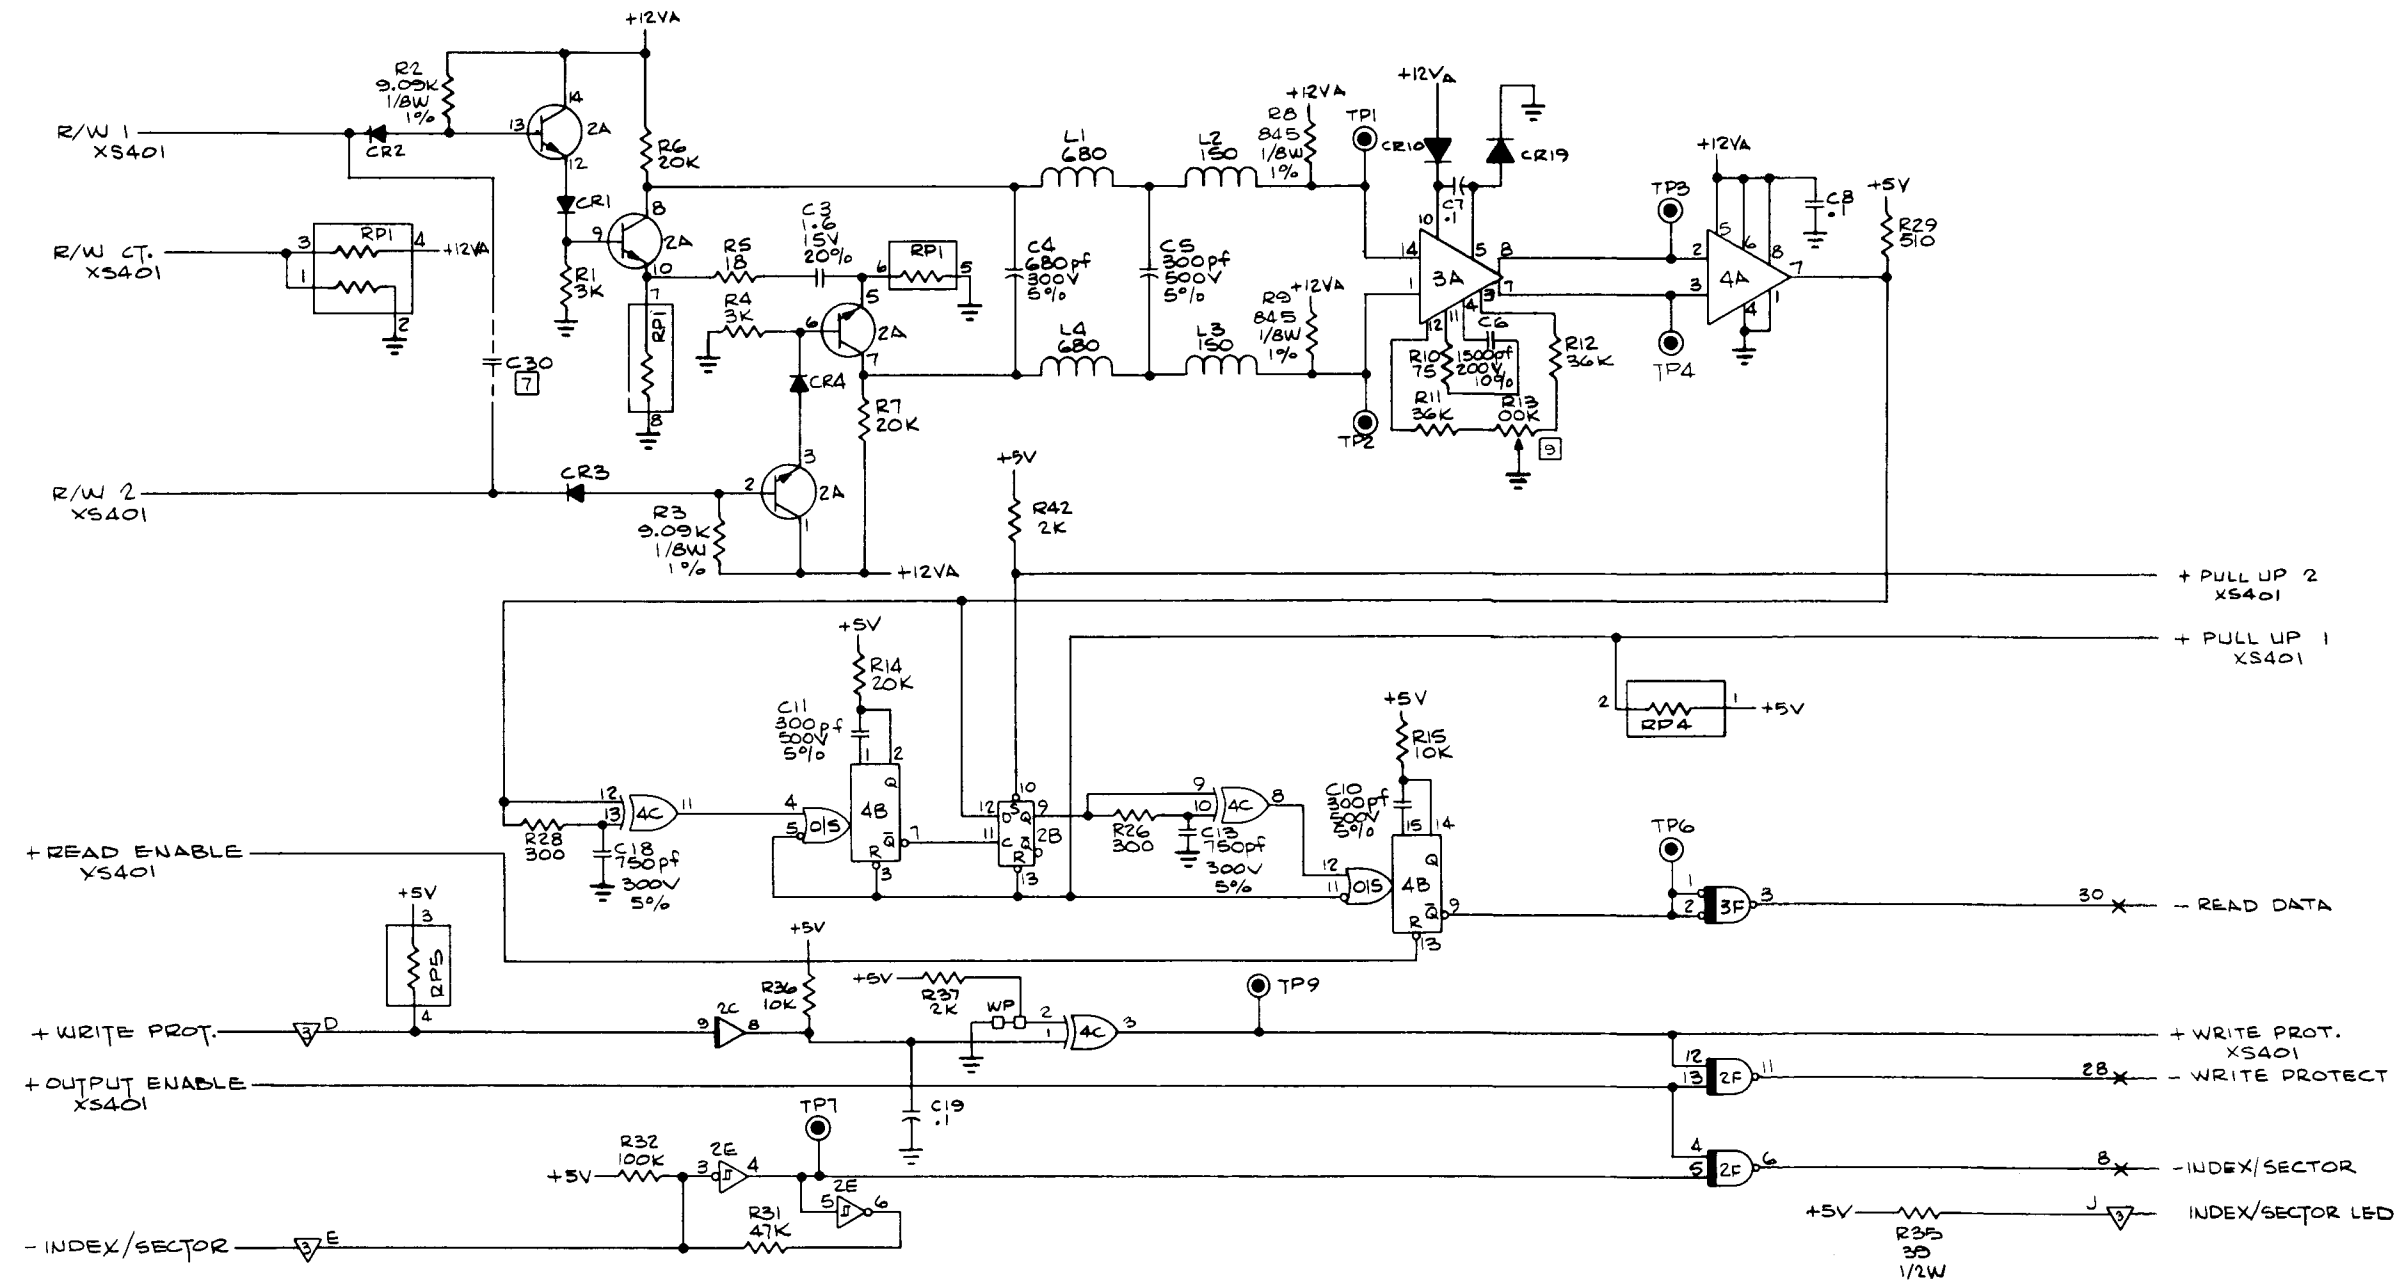 +12VA
R2
9.09K
1/8W
1%
14
13
2A
12
R/W 1
XS401
CR2
R6
20K
CR1
8
9
2A
10
R1
3K
RP1
3
4
+12VA
1
2
R/W CT.
XS401
C30
7
7
RP1
8
R5
18
C3
1.6
15V
20%
RP1
6
5
R4
3K
5
6
2A
7
CR4
R7
20K
3
2
2A
1
R/W 2
XS401
CR3
R3
9.09K
1/8W
1%
+12VA
L1
680
L2
150
R8
845
1/8W
1%
+12VA
TP1
C4
680pf
300V
5%
C5
300pf
500V
5%
L4
680
L3
150
R9
845
1/8W
1%
+12VA
TP2
+12VA
CR10
CR19
C7
.1
10
5
14
8
3A
1
7
3
4
12
11
C6
1500pf
200V
10%
R10
75
R11
36K
R12
36K
R13
00K
9
TP3
TP4
+12VA
C8
.1
5
6
8
2
4A
7
3
4
1
+5V
R29
510
+5V
R42
2K
+ PULL UP 2
XS401
+ PULL UP 1
XS401
2
1
RP4
+5V
+5V
R14
20K
C11
300pf
500V
5%
1
2
Q
4B
4
5
O/S
Q
7
R
3
12
13
4C
11
R28
300
C18
750pf
300V
5%
10
S
12
D
Q
9
11
C
Q
2B
R
13
9
10
4C
8
R26
300
C13
750pf
300V
5%
+5V
R15
10K
C10
300pf
500V
5%
15
14
Q
12
11
O/S
4B
Q
9
R
13
TP6
1
2
3F
3
30
- READ DATA
+ READ ENABLE
XS401
+5V
3
RP5
4
+ WRITE PROT.
3
D
9
2C
8
+5V
R36
10K
+5V
R37
2K
WP
2
1
4C
3
TP9
+ WRITE PROT.
XS401
12
13
2F
11
28
- WRITE PROTECT
+ OUTPUT ENABLE
XS401
C19
.1
TP7
R32
100K
+5V
2E
3
4
2E
5
6
R31
47K
4
5
2F
6
8
-INDEX/SECTOR
- INDEX/SECTOR
3
E
+5V
R35
39
1/2W
J
3
INDEX/SECTOR LED